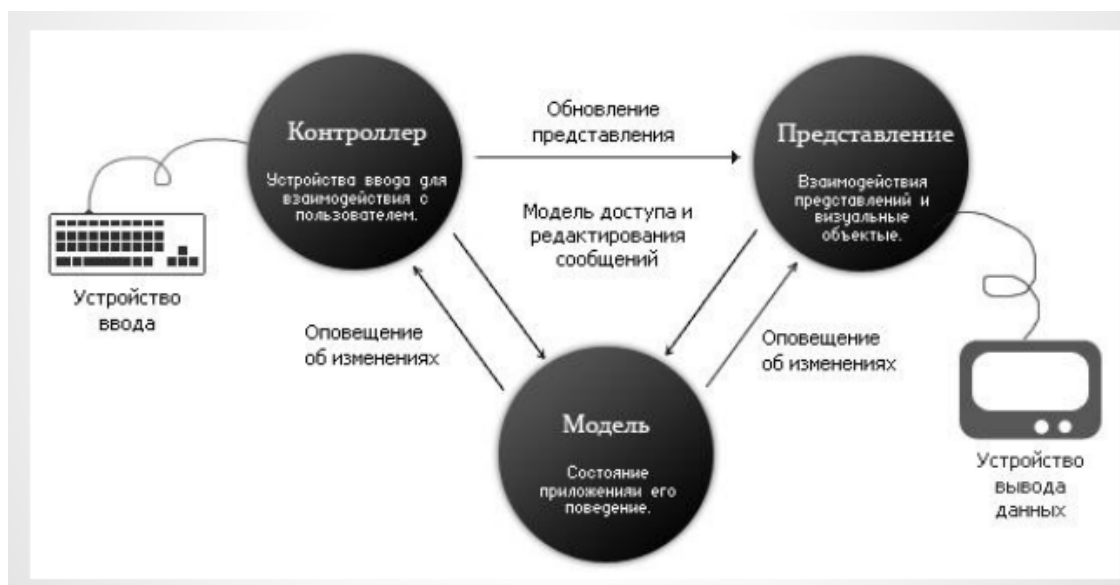 Контроллер
Устройства ввода для
взаимодействия с
пользователем.
Обновление
представления
Представление
Взаимодействия
представлений и
визуальные
объектые.
Модель доступа и
редактирования
сообщений
Устройство
ввода
Оповещение
об изменениях
Оповещение
об изменениях
Модель
Состояние
приложенияи его
поведение.
Устройство
вывода
данных